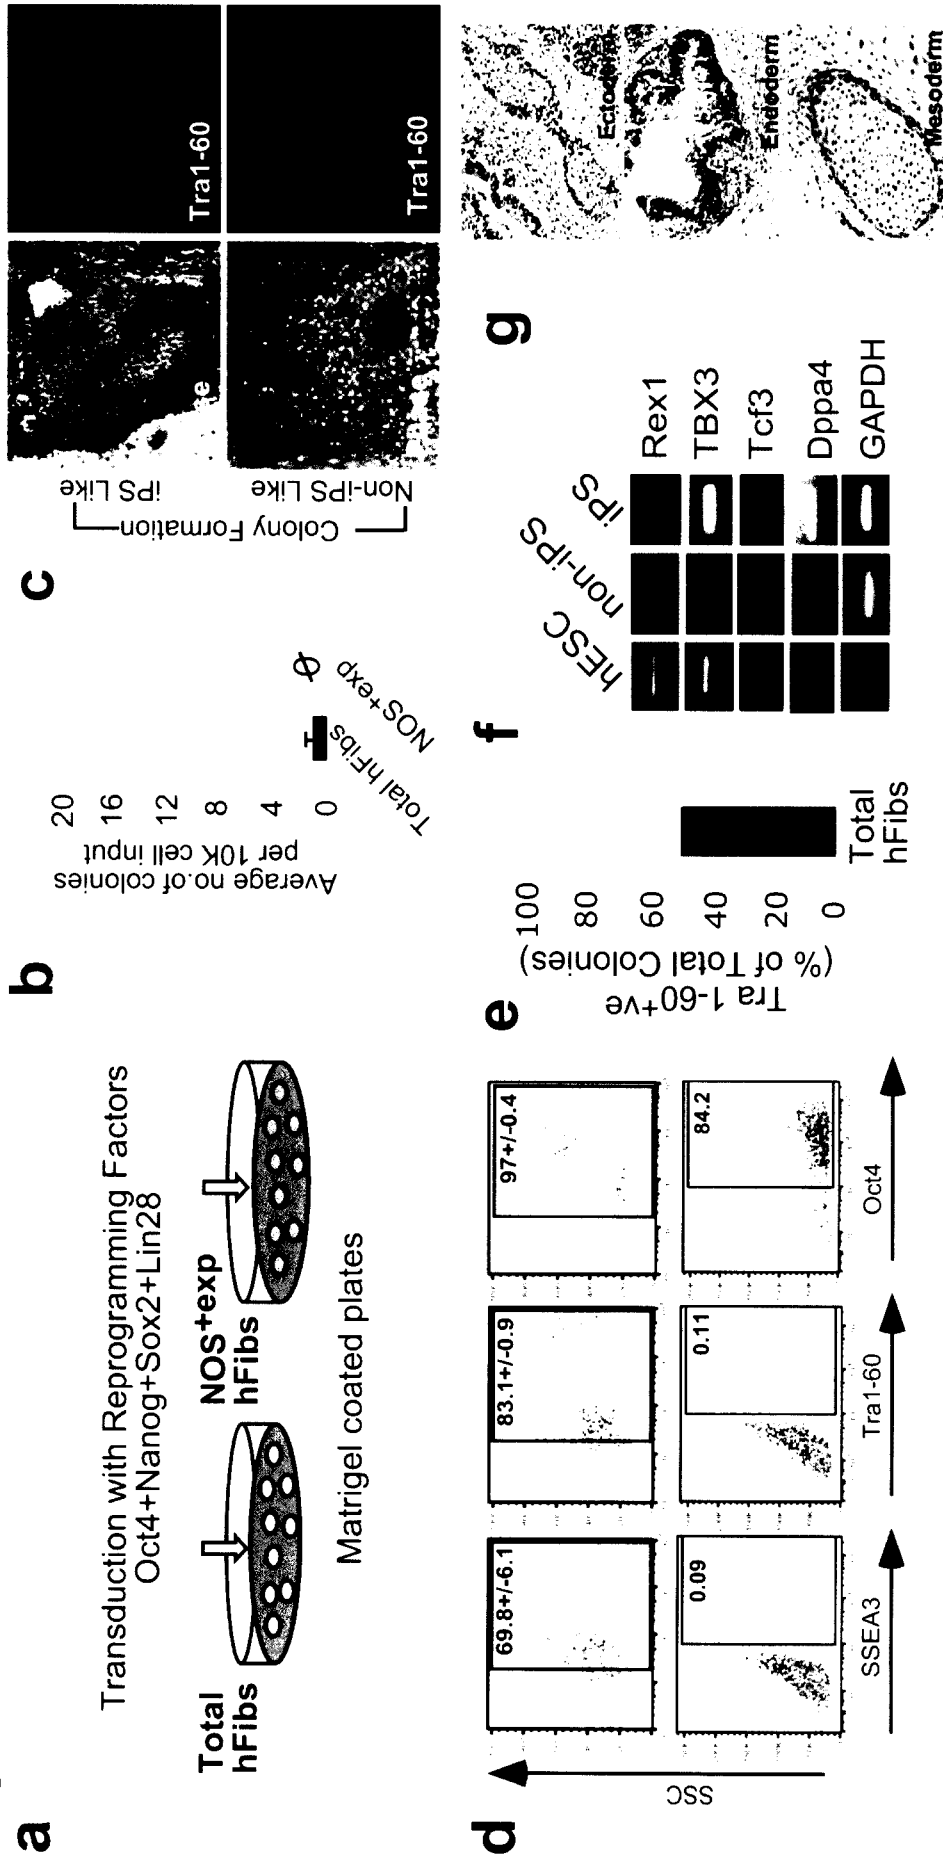 a
Transduction with Reprogramming Factors
Oct4+Nanog+Sox2+Lin28
Total
hFibs
NOS+exp
hFibs
Matrigel coated plates
b
Average no.of colonies
per 10K cell input
20
16
12
8
4
0
Total hFibs
NOS+exp
c
Colony Formation
iPS Like
Non-iPS Like
e
Tra1-60
Tra1-60
d
SSC
69.8+/-6.1
83.1+/-0.9
97+/-0.4
0.09
0.11
84.2
SSEA3
Tra1-60
Oct4
e
Tra 1-60+ve
(% of Total Colonies)
100
80
60
40
20
0
Total
hFibs
f
hESC
non-iPS
iPS
Rex1
TBX3
Tcf3
Dppa4
GAPDH
g
Ectoderm
Endoderm
Mesoderm